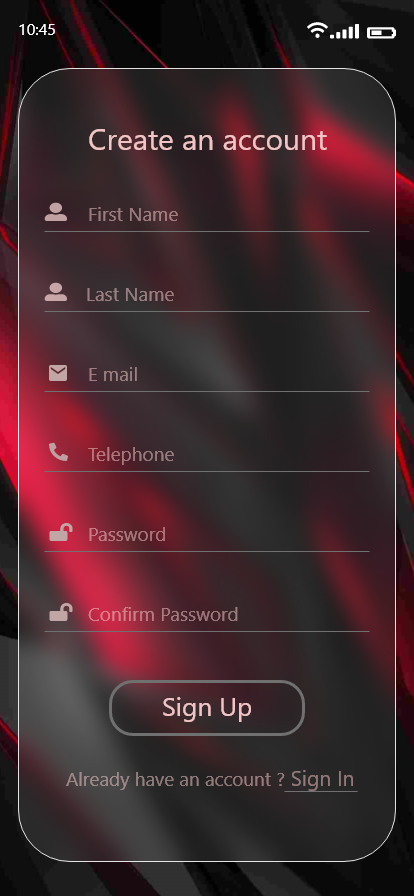 10:45
Create an account
First Name
Last Name
E mail
Telephone
Password
Confirm Password
Sign Up
Already have an account ? Sign In